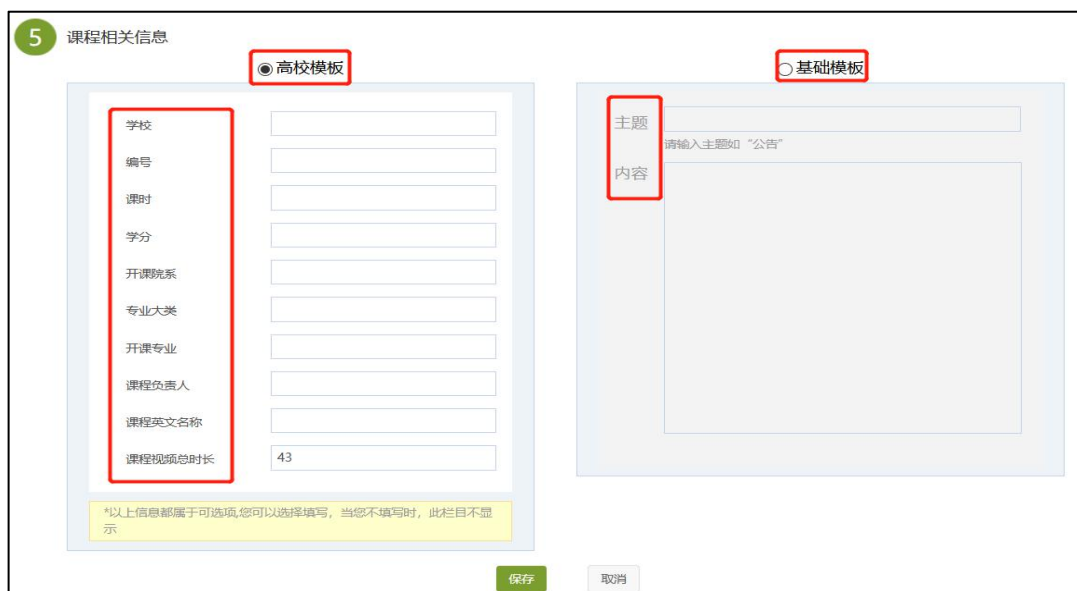 5 课程相关信息
高校模板
学校
编号
课时
学分
开课院系
专业大类
开课专业
课程负责人
课程英文名称
课程视频总时长 43
*以上信息都属于可选项,您可以选择填写，当您不填写时，此栏目不显
示
基础模板
主题
请输入主题如“公告”
内容
保存 取消